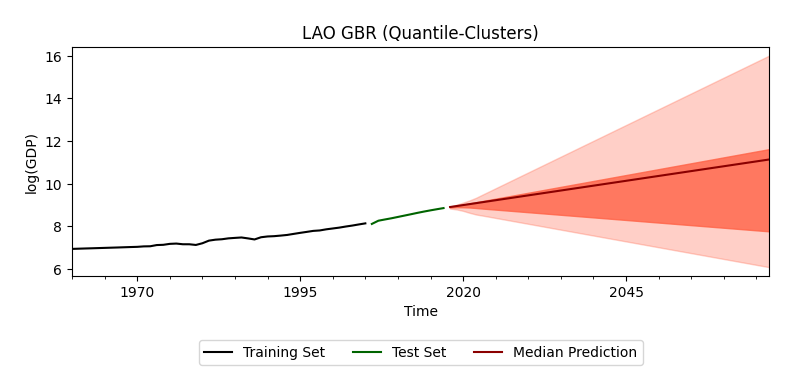 LAO GBR (Quantile-Clusters)
16
14
12
10
8
6
log(GDP)
1970 1995 2020 2045
Time
Training Set Test Set Median Prediction